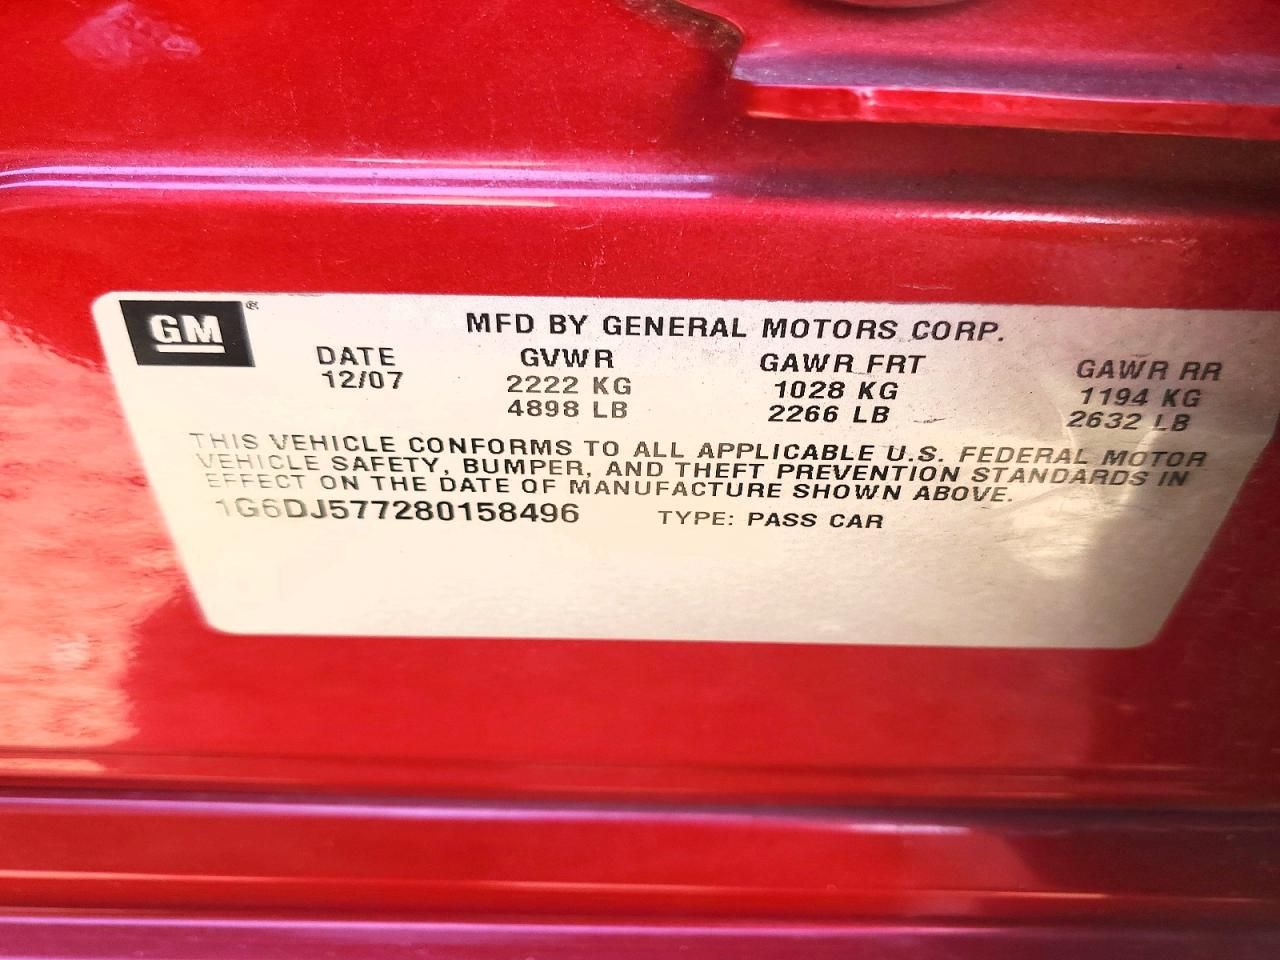 GM®
MFD BY GENERAL MOTORS CORP.
DATE GVWR GAWR FRT GAWR RR
12/07 2222 KG 1028 KG 1194 KG
4898 LB 2266 LB 2632 LB
THIS VEHICLE CONFORMS TO ALL APPLICABLE U.S. FEDERAL MOTOR
VEHICLE SAFETY, BUMPER, AND THEFT PREVENTION STANDARDS IN
EFFECT ON THE DATE OF MANUFACTURE SHOWN ABOVE.
1G6DJ577280158496 TYPE: PASS CAR